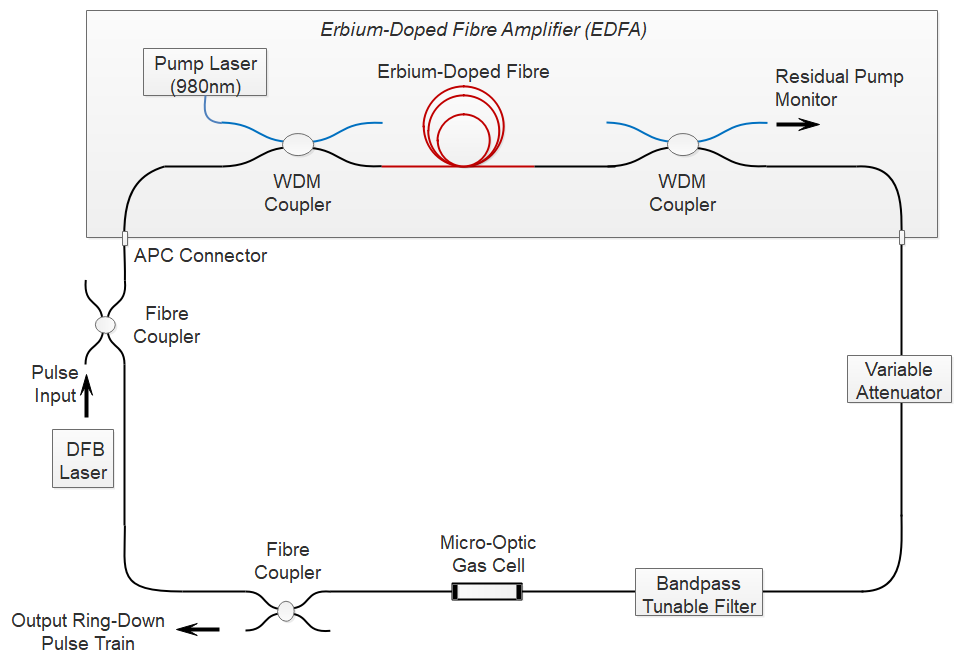 Erbium-Doped Fibre Amplifier (EDFA)
Pump Laser
(980nm)
Erbium-Doped Fibre
Residual Pump
Monitor
WDM
Coupler
WDM
Coupler
APC Connector
Fibre
Coupler
Pulse
Input
DFB
Laser
Variable
Attenuator
Fibre
Coupler
Micro-Optic
Gas Cell
Bandpass
Tunable Filter
Output Ring-Down
Pulse Train